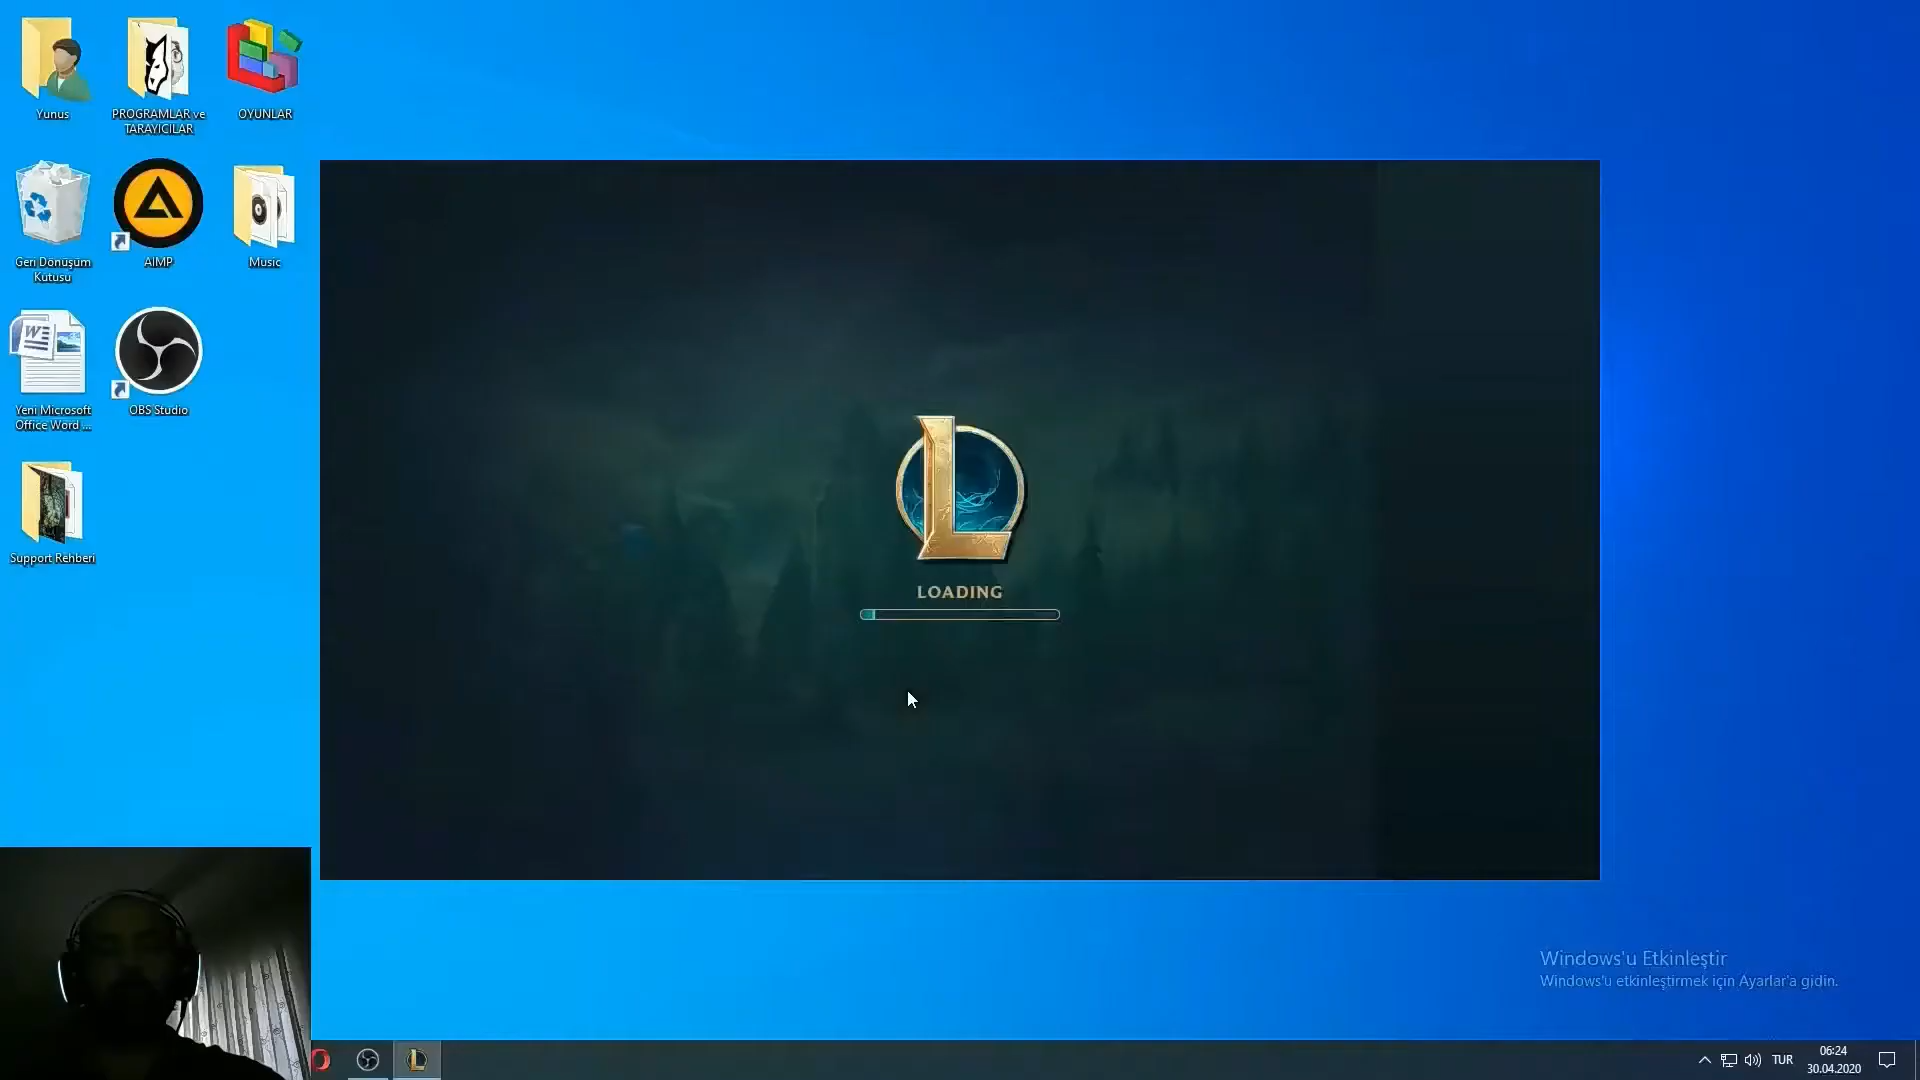 Yunus
PROGRAMLAR ve
TARAYICILAR
OYUNLAR
Geri Dönüşüm
Kutusu
AIMP
Music
Yeni Microsoft
Office Word ...
OBS Studio
Support Rehberi
LOADING
Windows'u Etkinleştir
Windows'u etkinleştirmek için Ayarlar'a gidin.
TUR
06:24
30.04.2020